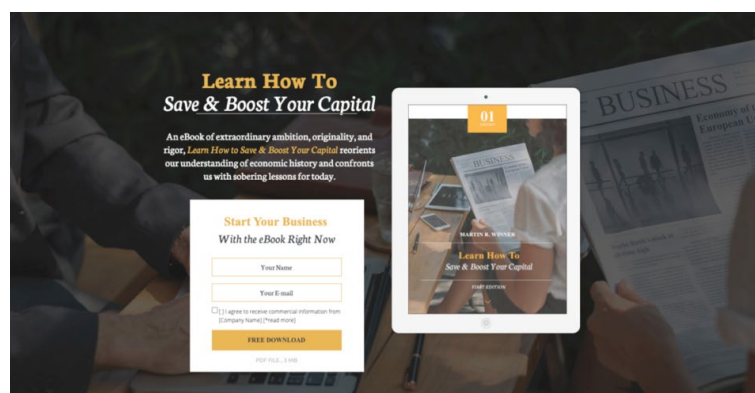 Learn How To
Save & Boost Your Capital
An eBook of extraordinary ambition, originality, and
rigor, Learn How to Save & Boost Your Capital reorients
our understanding of economic history and confronts
us with sobering lessons for today.
Start Your Business
With the eBook Right Now
Your Name
Your E-mail
[ ] I agree to receive commercial information from
[Company Name] [*read more]
FREE DOWNLOAD
PDF FILE, 3 MB
01
BUSINESS
MARTIN R. WINNER
Learn How To
Save & Boost Your Capital
FIRST EDITION
BUSINESS
Economy of
European Un